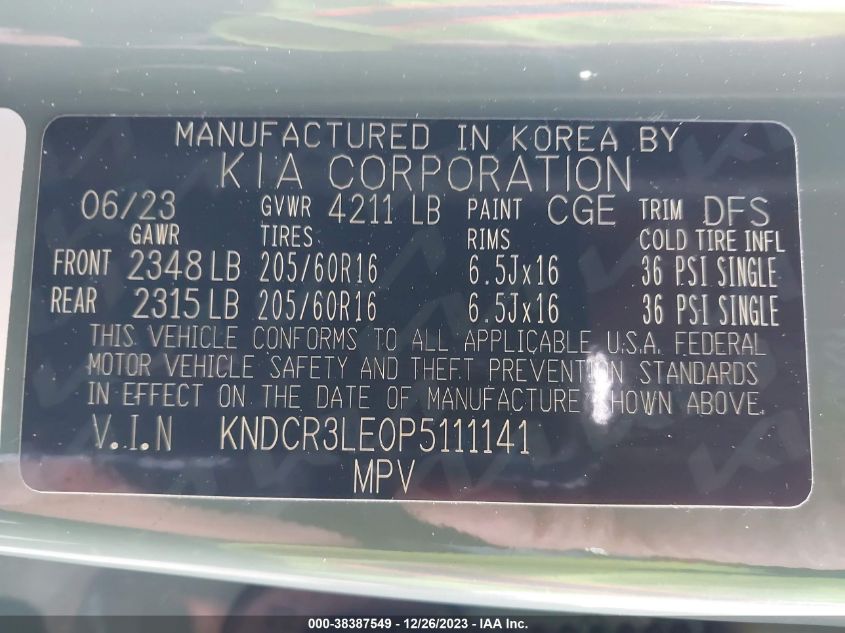 MANUFACTURED IN KOREA BY
KIA CORPORATION
06/23 GVWR 4211 LB PAINT CGE TRIM DFS
GAWR TIRES RIMS COLD TIRE INFL
FRONT 2348 LB 205/60R16 6.5Jx16 36 PSI SINGLE
REAR 2315 LB 205/60R16 6.5Jx16 36 PSI SINGLE
THIS VEHICLE CONFORMS TO ALL APPLICABLE U.S.A. FEDERAL
MOTOR VEHICLE SAFETY AND THEFT PREVENTION STANDARDS
IN EFFECT ON THE DATE OF MANUFACTURE SHOWN ABOVE.
V.I.N KNDCR3LE0P5111141
MPV
000-38387549 - 12/26/2023 - IAA Inc.